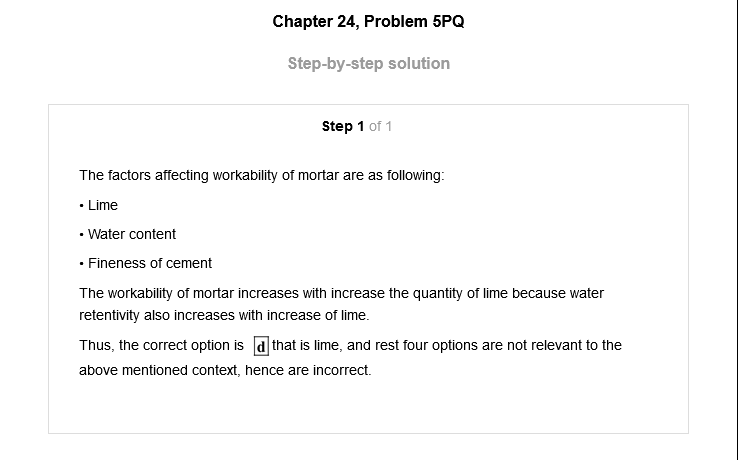 Chapter 24, Problem 5PQ
Step-by-step solution
Step 1 of 1
The factors affecting workability of mortar are as following:
• Lime
• Water content
• Fineness of cement
The workability of mortar increases with increase the quantity of lime because water
retentivity also increases with increase of lime.
Thus, the correct option is d that is lime, and rest four options are not relevant to the
above mentioned context, hence are incorrect.